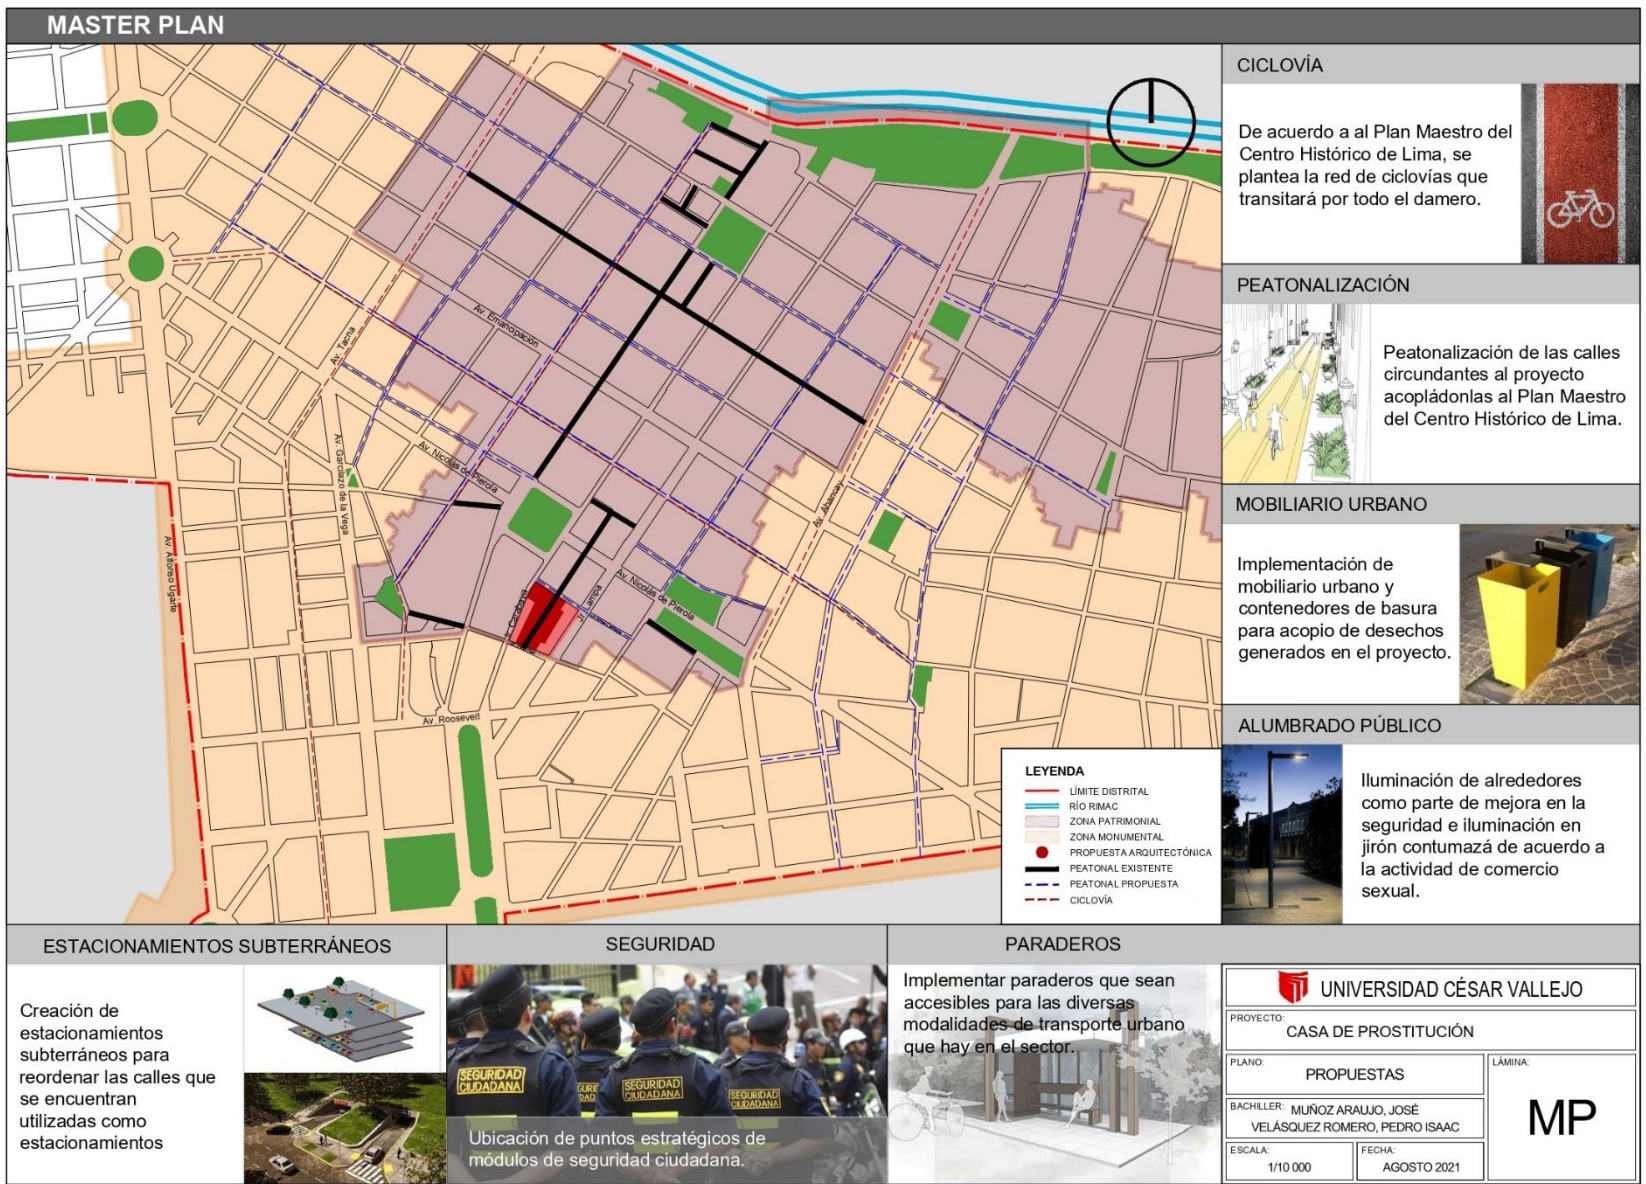 MASTER PLAN
Av. Emancipación
Av. Tacna
Av. Nicolás de Pierola
Av. Garcilazo de la Vega
Av. Alfonso Ugarte
Av. Abancay
Av. Nicolás de Pierola
Jr. Carabaya
Av. Roosevelt
LEYENDA
LÍMITE DISTRITAL
RÍO RIMAC
ZONA PATRIMONIAL
ZONA MONUMENTAL
PROPUESTA ARQUITECTÓNICA
PEATONAL EXISTENTE
PEATONAL PROPUESTA
CICLOVÍA
CICLOVÍA
De acuerdo a al Plan Maestro del
Centro Histórico de Lima, se
plantea la red de ciclovías que
transitará por todo el damero.
PEATONALIZACIÓN
Peatonalización de las calles
circundantes al proyecto
acopládonlas al Plan Maestro
del Centro Histórico de Lima.
MOBILIARIO URBANO
Implementación de
mobiliario urbano y
contenedores de basura
para acopio de desechos
generados en el proyecto.
ALUMBRADO PÚBLICO
Iluminación de alrededores
como parte de mejora en la
seguridad e iluminación en
jirón contumazá de acuerdo a
la actividad de comercio
sexual.
ESTACIONAMIENTOS SUBTERRÁNEOS
Creación de
estacionamientos
subterráneos para
reordenar las calles que
se encuentran
utilizadas como
estacionamientos
SEGURIDAD
SEGURIDAD
CIUDADANA
SEGURIDAD
CIUDADANA
SEGURIDAD
CIUDADANA
Ubicación de puntos estratégicos de
módulos de seguridad ciudadana.
PARADEROS
Implementar paraderos que sean
accesibles para las diversas
modalidades de transporte urbano
que hay en el sector.
UNIVERSIDAD CÉSAR VALLEJO
PROYECTO:
CASA DE PROSTITUCIÓN
PLANO:
PROPUESTAS
LÁMINA:
MP
BACHILLER: MUÑOZ ARAUJO, JOSÉ
VELÁSQUEZ ROMERO, PEDRO ISAAC
ESCALA:
1/10 000
FECHA:
AGOSTO 2021